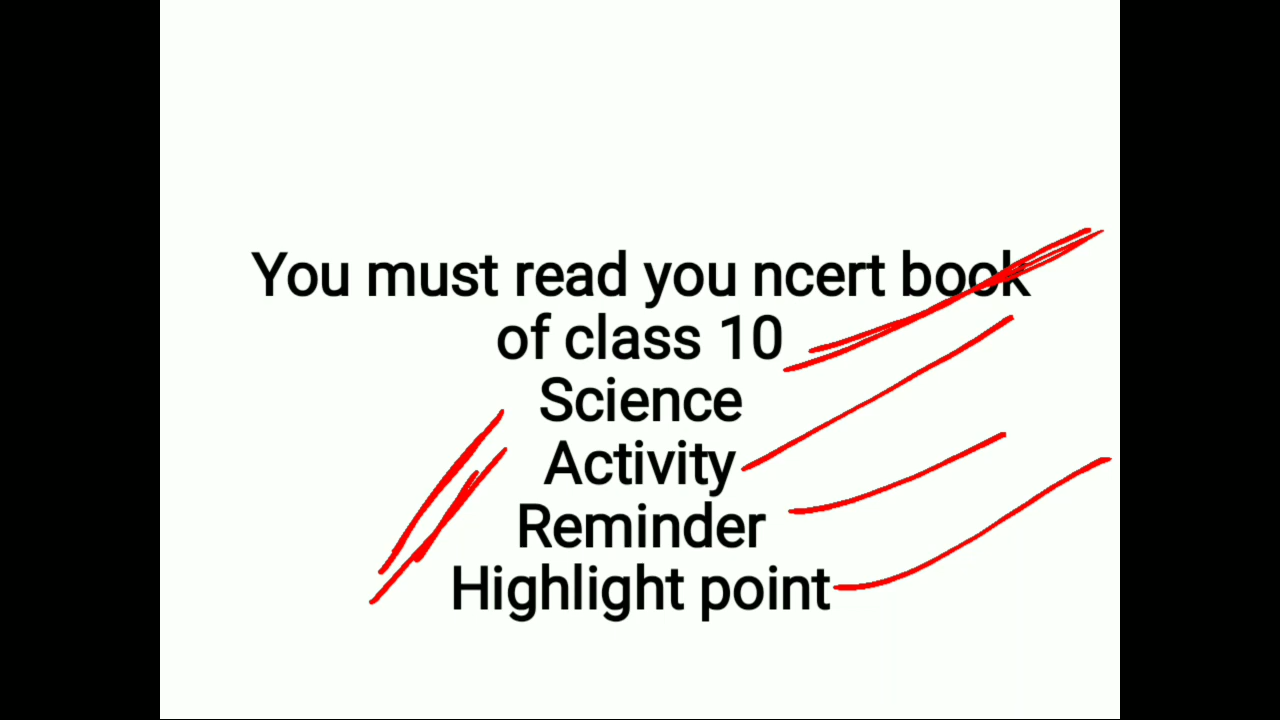 You must read you ncert book
of class 10
Science
Activity
Reminder
Highlight point